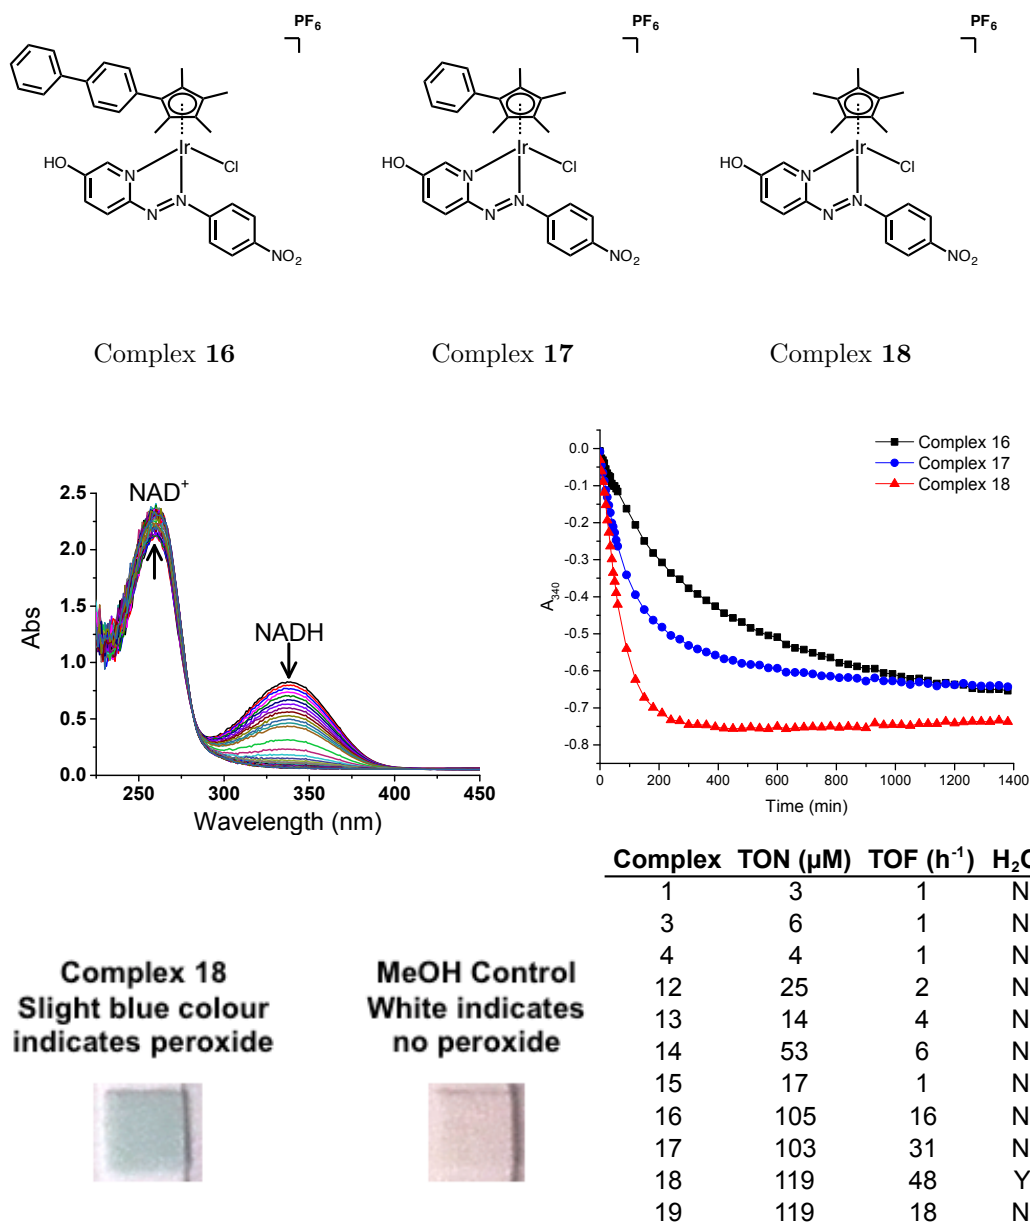 PF6
PF6
PF6
HO
N
Ir
Cl
N
N
NO2
HO
N
Ir
Cl
N
N
NO2
HO
N
Ir
Cl
N
N
NO2
Complex 16
Complex 17
Complex 18
NAD+
NADH
Abs
2.5
2.0
1.5
1.0
0.5
0.0
250 300 350 400 450
Wavelength (nm)
Complex 16
Complex 17
Complex 18
A340
0.0
-0.1
-0.2
-0.3
-0.4
-0.5
-0.6
-0.7
-0.8
0 200 400 600 800 1000 1200 1400
Time (min)
Complex TON (µM) TOF (h-1) H2O
1 3 1 N
3 6 1 N
4 4 1 N
12 25 2 N
13 14 4 N
14 53 6 N
15 17 1 N
16 105 16 N
17 103 31 N
18 119 48 Y
19 119 18 N
Complex 18
Slight blue colour
indicates peroxide
MeOH Control
White indicates
no peroxide